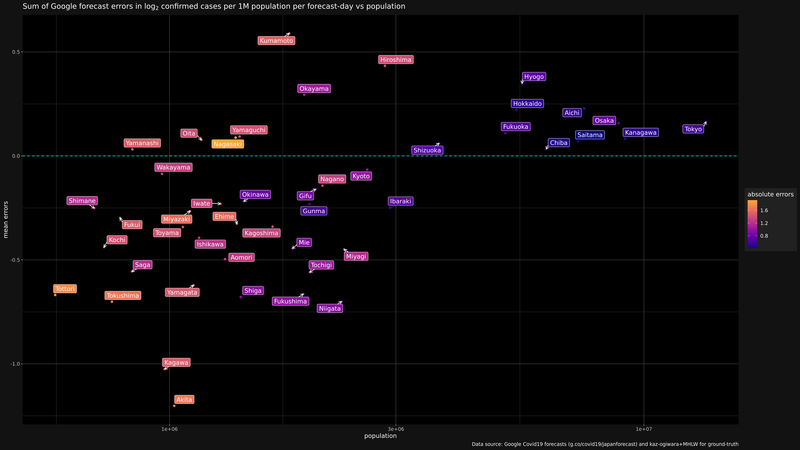 Sum of Google forecast errors in log2 confirmed cases per 1M population per forecast-day vs population
Kumamoto
0.5
Hiroshima
Hyogo
Okayama
Hokkaido
Aichi
Osaka
Fukuoka
Tokyo
Yamaguchi
Oita
Kanagawa
Saitama
Yamanashi
Nagasaki
Chiba
Shizuoka
0.0
Wakayama
Kyoto
Nagano
Okinawa
Gifu
Shimane
Iwate
Ibaraki
Gunma
Ehime
Miyazaki
Fukui
Toyama
Kagoshima
Kochi
Ishikawa
Mie
Aomori
Miyagi
-0.5
Saga
Tochigi
Tottori
Tokushima
Yamagata
Shiga
Fukushima
Niigata
Kagawa
-1.0
Akita
mean errors
1e+06
3e+06
1e+07
population
absolute errors
1.6
1.2
0.8
Data source: Google Covid19 forecasts (g.co/covid19/japanforecast) and kaz-ogiwara+MHLW for ground-truth